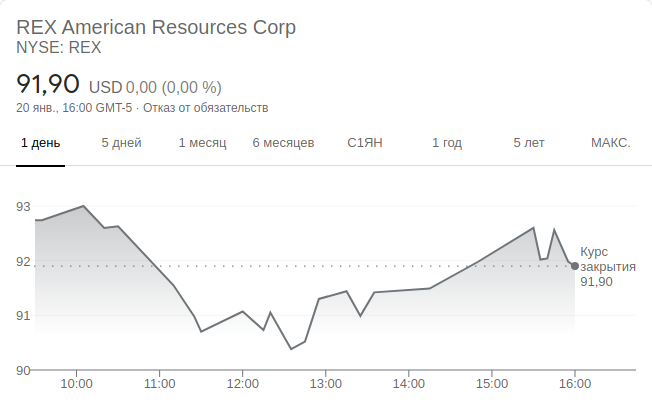 REX American Resources Corp
NYSE: REX
91,90 USD 0,00 (0,00 %)
20 янв., 16:00 GMT-5 · Отказ от обязательств
1 день 5 дней 1 месяц 6 месяцев С1ЯН 1 год 5 лет МАКС.
93
92
91
90
Курс
закрытия
91,90
10:00 11:00 12:00 13:00 14:00 15:00 16:00